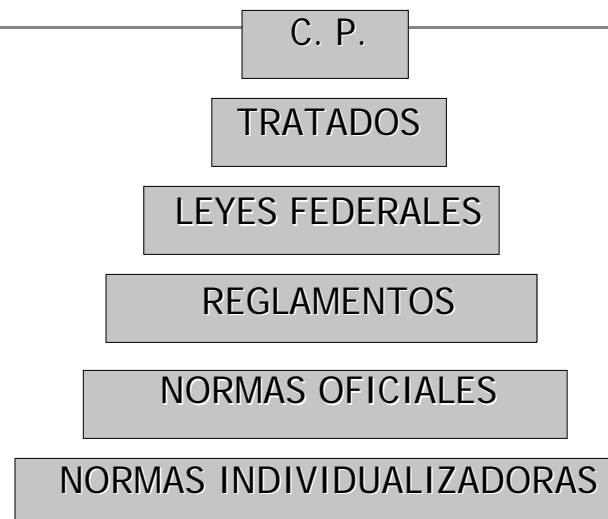 C. P.
TRATADOS
LEYES FEDERALES
REGLAMENTOS
NORMAS OFICIALES
NORMAS INDIVIDUALIZADORAS